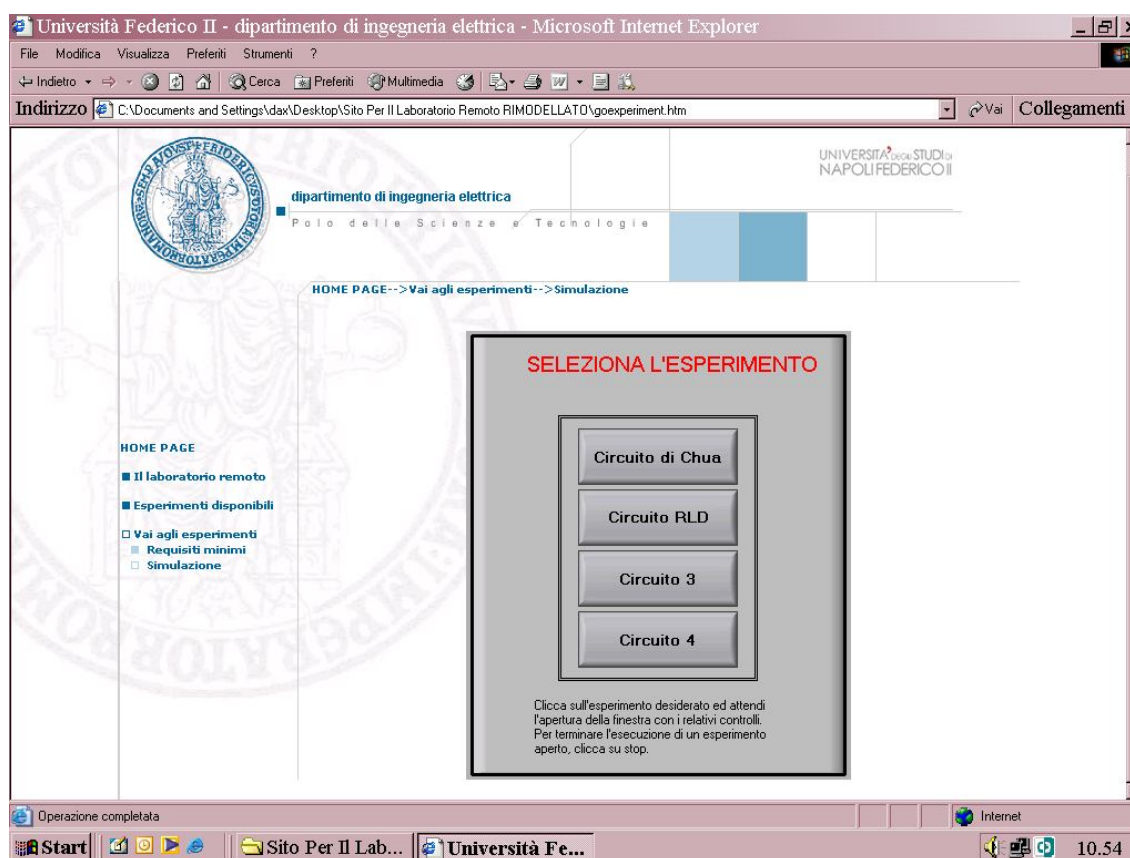 Università Federico II - dipartimento di ingegneria elettrica - Microsoft Internet Explorer
File Modifica Visualizza Preferiti Strumenti ?
Indietro Cerca Preferiti Multimedia
Indirizzo C:\Documents and Settings\dax\Desktop\Sito Per Il Laboratorio Remoto RIMODELLATO\goexperiment.htm Vai Collegamenti
UNIVERSITA' DEGLI STUDI DI
NAPOLI FEDERICO II
dipartimento di ingegneria elettrica
Polo delle Scienze e Tecnologie
HOME PAGE-->Vai agli esperimenti-->Simulazione
SELEZIONA L'ESPERIMENTO
Circuito di Chua
Circuito RLD
Circuito 3
Circuito 4
Clicca sull'esperimento desiderato ed attendi
l'apertura della finestra con i relativi controlli.
Per terminare l'esecuzione di un esperimento
aperto, clicca su stop.
HOME PAGE
Il laboratorio remoto
Esperimenti disponibili
Vai agli esperimenti
Requisiti minimi
Simulazione
Operazione completata Internet
Start Sito Per Il Lab... Università Fe... 10.54